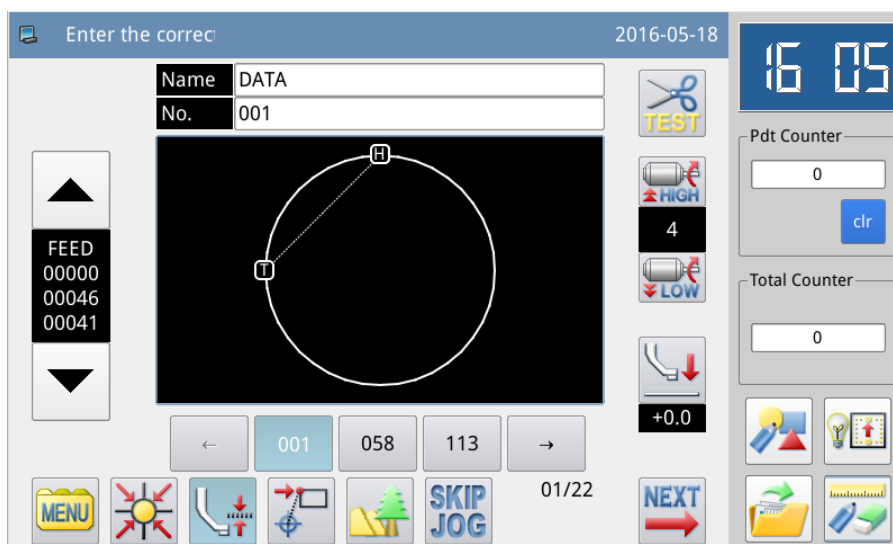 Enter the correc
2016-05-18
16 05
Name DATA
No. 001
TEST
Pdt Counter
0
clr
HIGH
4
LOW
H
T
FEED
00000
00046
00041
Total Counter
0
+0.0
← 001 058 113 →
01/22
MENU
SKIP
JOG
NEXT